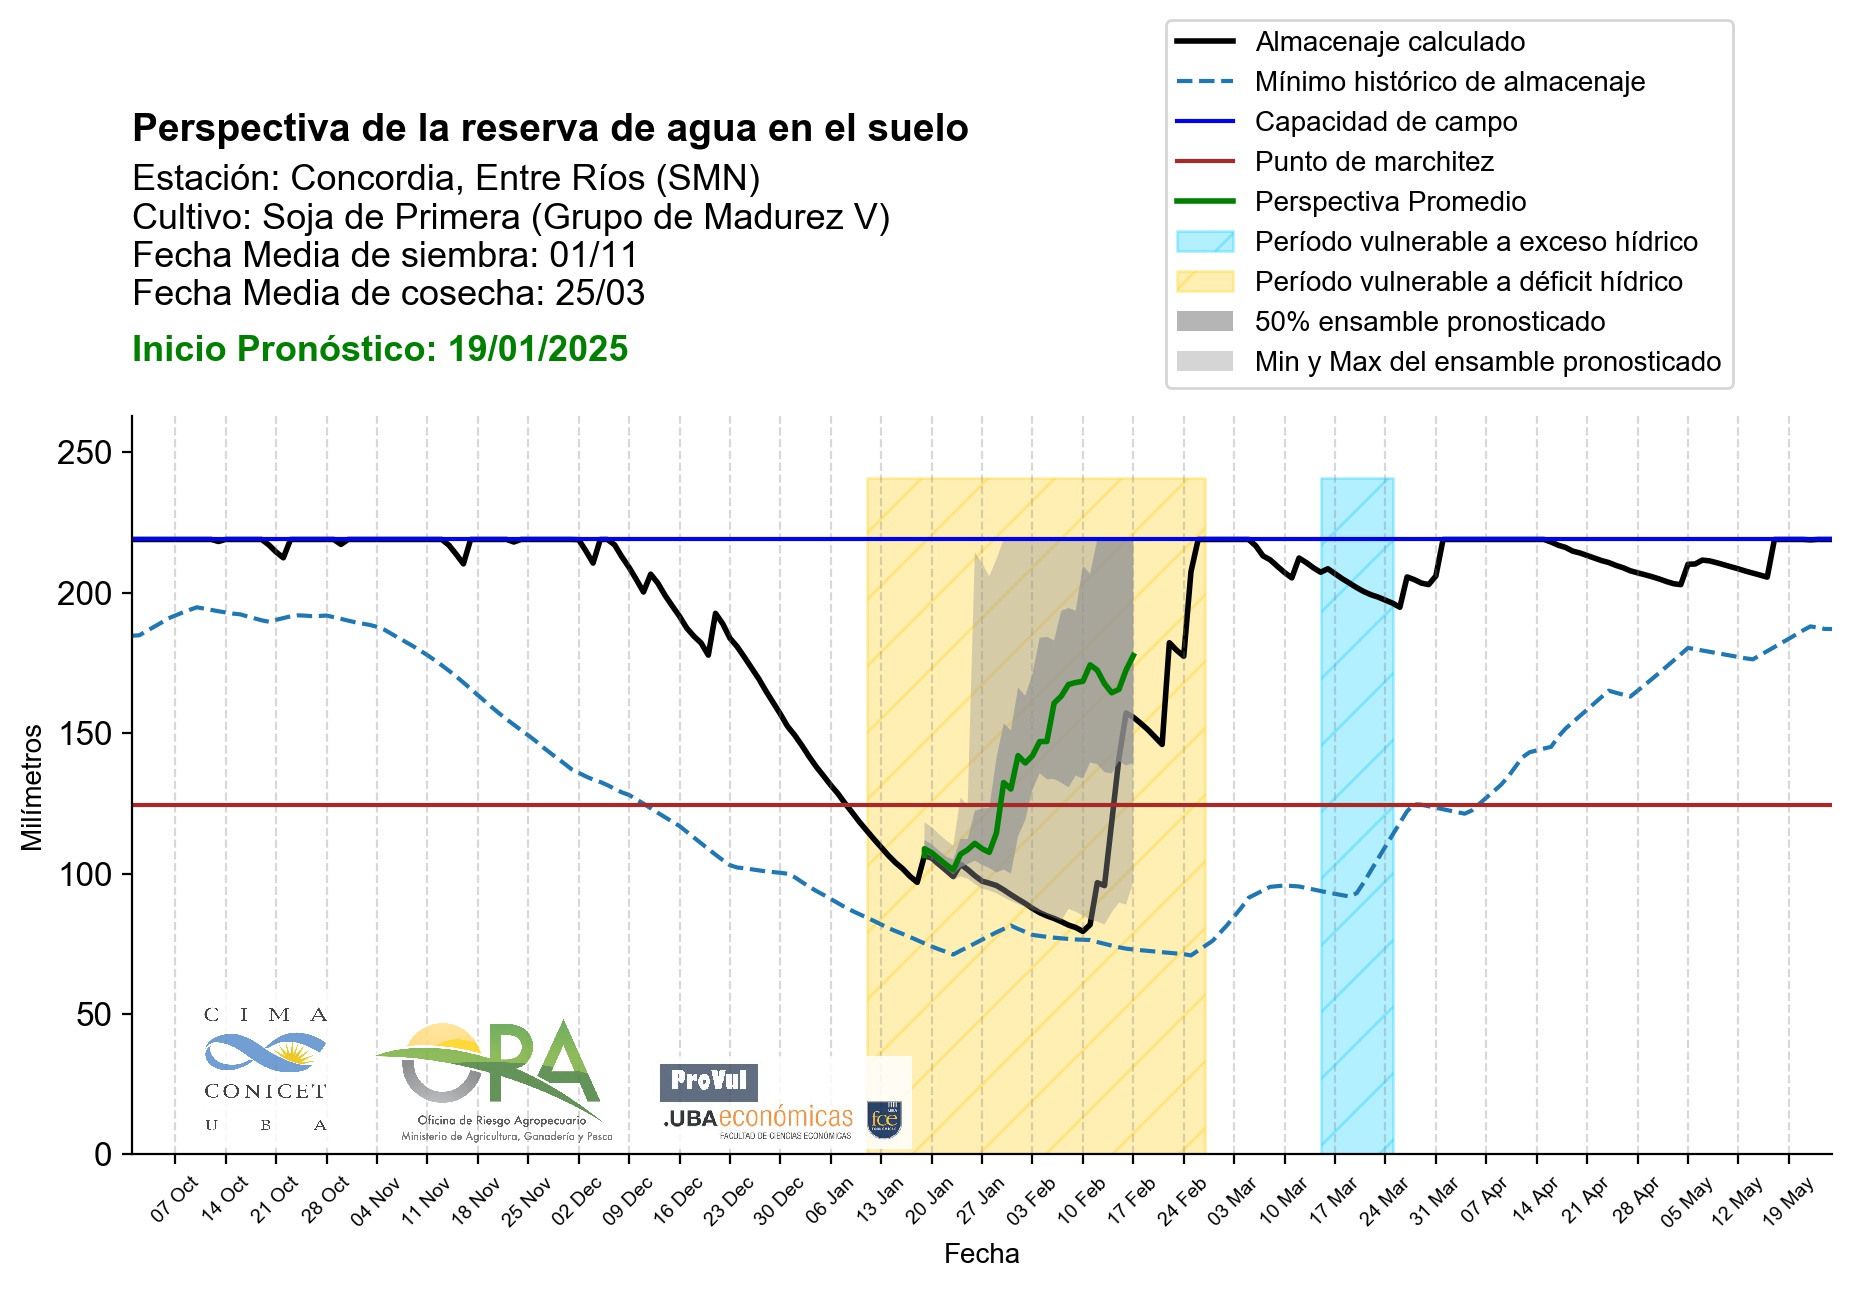 Almacenaje calculado
Mínimo histórico de almacenaje
Capacidad de campo
Punto de marchitez
Perspectiva Promedio
Período vulnerable a exceso hídrico
Período vulnerable a déficit hídrico
50% ensamble pronosticado
Min y Max del ensamble pronosticado
Perspectiva de la reserva de agua en el suelo
Estación: Concordia, Entre Ríos (SMN)
Cultivo: Soja de Primera (Grupo de Madurez V)
Fecha Media de siembra: 01/11
Fecha Media de cosecha: 25/03
Inicio Pronóstico: 19/01/2025
250
200
150
100
50
0
Milímetros
CIMA
CONICET
UBA
OPA
Oficina de Riesgo Agropecuario
Ministerio de Agricultura, Ganadería y Pesca
ProVul
.UBAeconómicas
FACULTAD DE CIENCIAS ECONÓMICAS
UBA
fce
07 Oct
14 Oct
21 Oct
28 Oct
04 Nov
11 Nov
18 Nov
25 Nov
02 Dec
09 Dec
16 Dec
23 Dec
30 Dec
06 Jan
13 Jan
20 Jan
27 Jan
03 Feb
10 Feb
17 Feb
24 Feb
03 Mar
10 Mar
17 Mar
24 Mar
31 Mar
07 Apr
14 Apr
21 Apr
28 Apr
05 May
12 May
19 May
Fecha